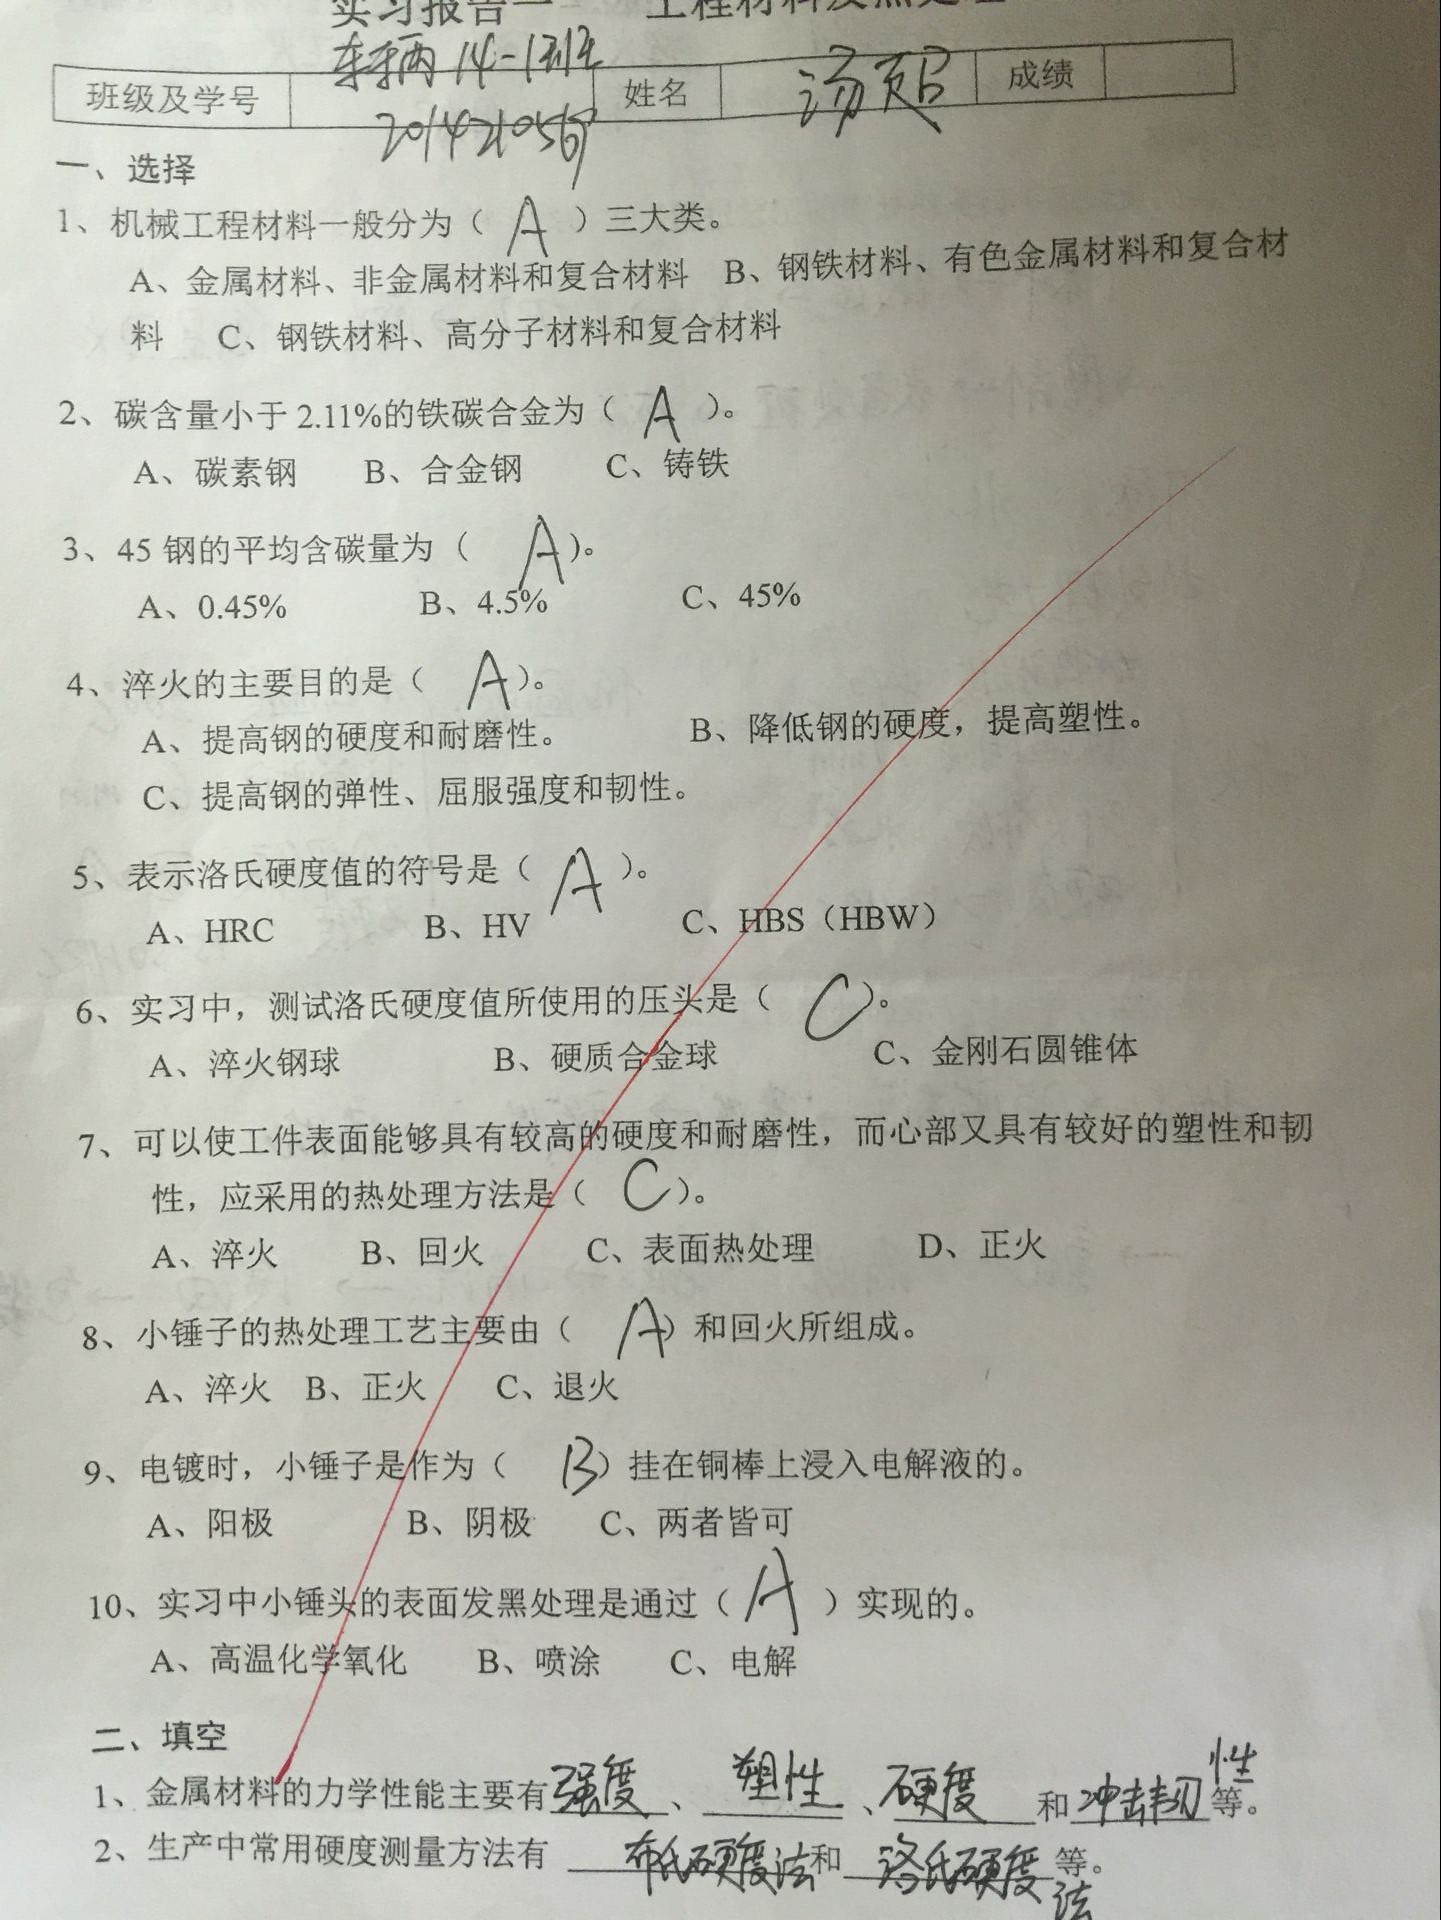 实习报告一 工程材料及热处理
车辆14-1班
班级及学号 姓名 汤超 成绩
一、选择
1、机械工程材料一般分为（ A ）三大类。
A、金属材料、非金属材料和复合材料 B、钢铁材料、有色金属材料和复合材
料 C、钢铁材料、高分子材料和复合材料
2、碳含量小于2.11%的铁碳合金为（ A ）。
A、碳素钢 B、合金钢 C、铸铁
3、45钢的平均含碳量为（ A ）。
A、0.45% B、4.5% C、45%
4、淬火的主要目的是（ A ）。
A、提高钢的硬度和耐磨性。 B、降低钢的硬度，提高塑性。
C、提高钢的弹性、屈服强度和韧性。
5、表示洛氏硬度值的符号是（ A ）。
A、HRC B、HV C、HBS（HBW）
6、实习中，测试洛氏硬度值所使用的压头是（ C ）。
A、淬火钢球 B、硬质合金球 C、金刚石圆锥体
7、可以使工件表面能够具有较高的硬度和耐磨性，而心部又具有较好的塑性和韧
性，应采用的热处理方法是（ C ）。
A、淬火 B、回火 C、表面热处理 D、正火
8、小锤子的热处理工艺主要由（ A ）和回火所组成。
A、淬火 B、正火 C、退火
9、电镀时，小锤子是作为（ B ）挂在铜棒上浸入电解液的。
A、阳极 B、阴极 C、两者皆可
10、实习中小锤头的表面发黑处理是通过（ A ）实现的。
A、高温化学氧化 B、喷涂 C、电解
二、填空
1、金属材料的力学性能主要有强度、塑性、硬度和冲击韧性等。
2、生产中常用硬度测量方法有布氏硬度法和洛氏硬度法等。